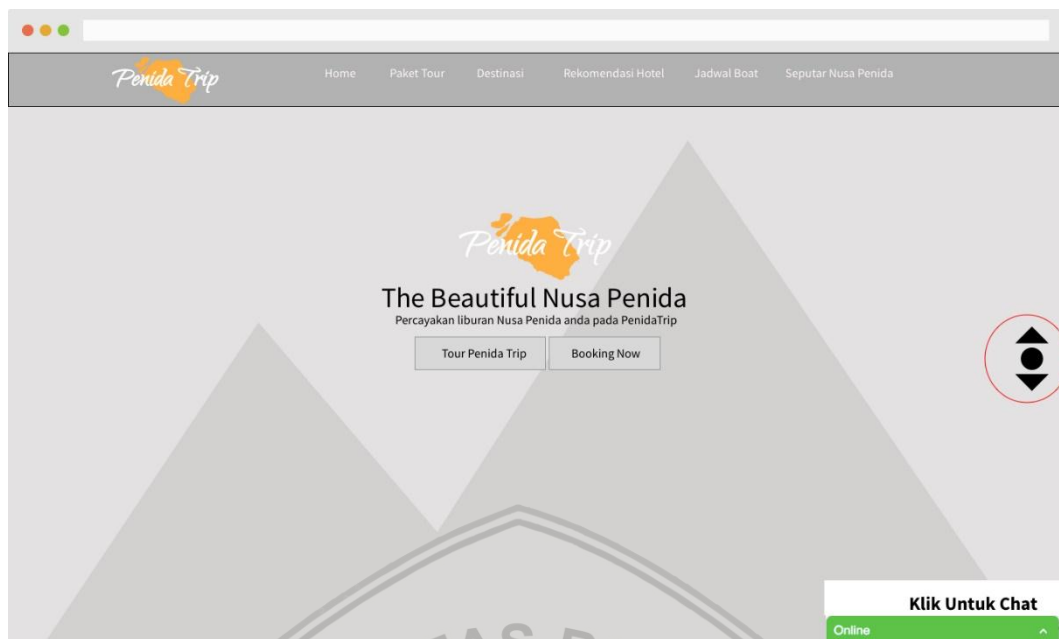 Penida Trip
Home Paket Tour Destinasi Rekomendasi Hotel Jadwal Boat Seputar Nusa Penida
Penida Trip
The Beautiful Nusa Penida
Percayakan liburan Nusa Penida anda pada PenidaTrip
Tour Penida Trip Booking Now
Klik Untuk Chat
Online